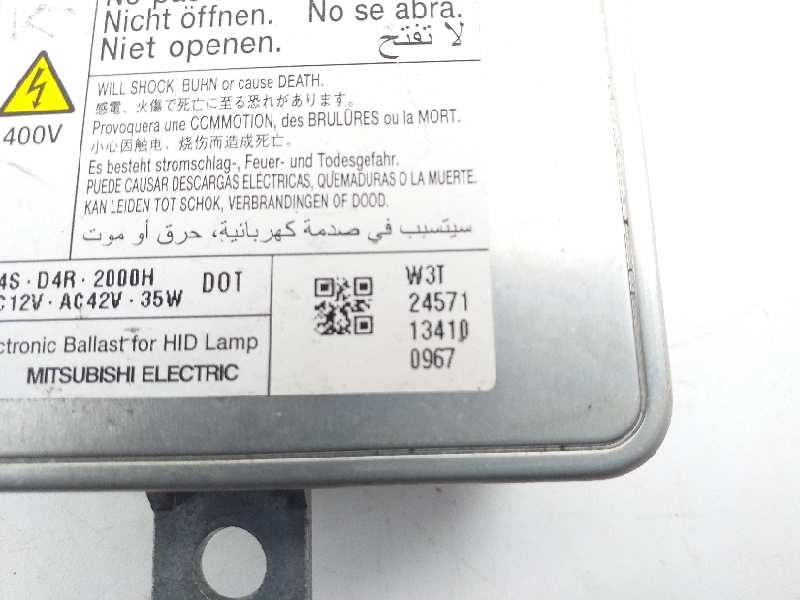 Nicht öffnen. No se abra.
Niet openen. لا تفتح
400V
WILL SHOCK BURN or cause DEATH.
感電、火傷で死亡に至る恐れがあります。
Provoquera une COMMOTION, des BRULÛRES ou la MORT.
小心因触电、烧伤而造成死亡。
Es besteht stromschlag-, Feuer- und Todesgefahr.
PUEDE CAUSAR DESCARGAS ELÉCTRICAS, QUEMADURAS O LA MUERTE.
KAN LEIDEN TOT SCHOK, VERBRANDINGEN OF DOOD.
سيتسبب في صدمة كهربائية، حرق أو موت
4S · D4R · 2000H DOT
C12V · AC42V · 35W
ctronic Ballast for HID Lamp
MITSUBISHI ELECTRIC
W3T
24571
13410
0967